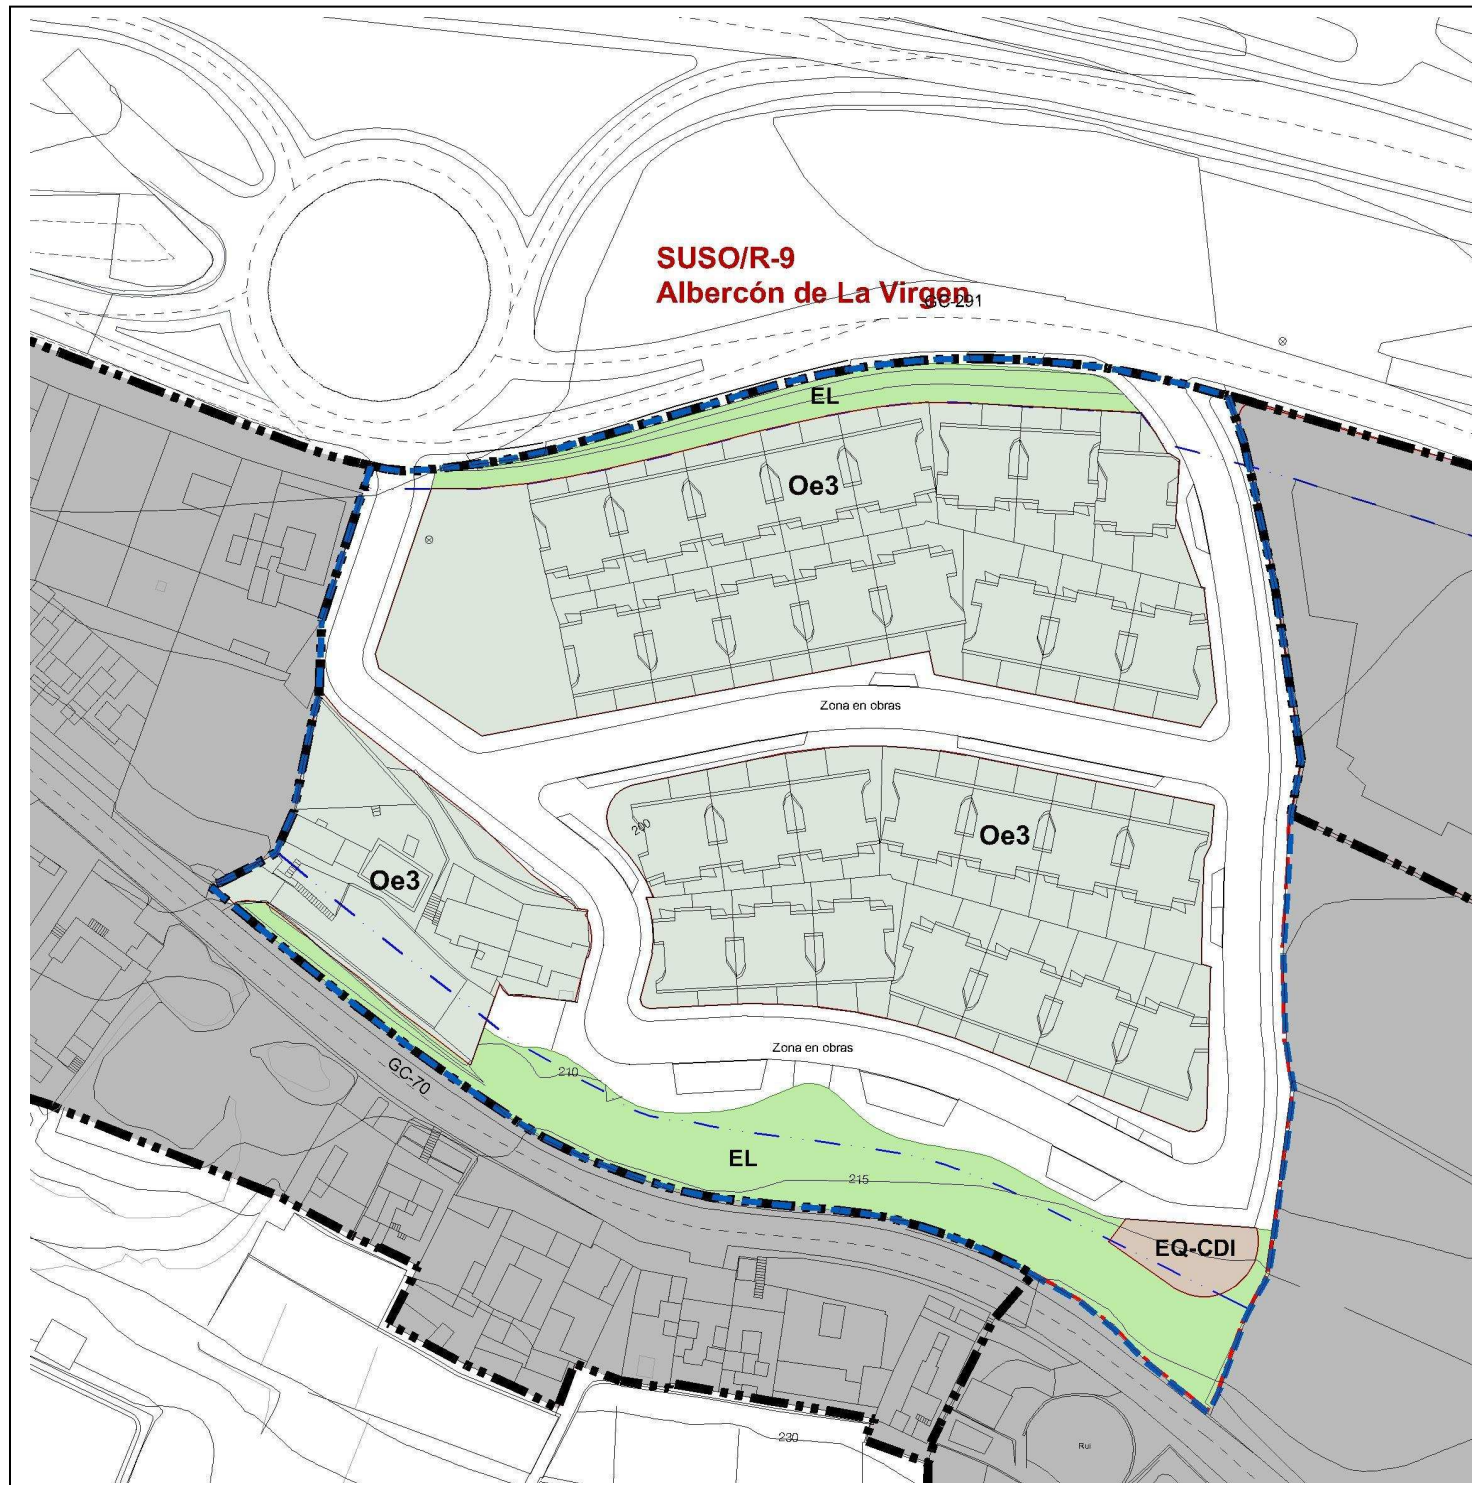 SUSO/R-9
Albercón de La Virgen
GC-291
EL
Oe3
Zona en obras
200
Oe3
Oe3
Zona en obras
210
GC-70
EL
215
EQ-CDI
230
Rui